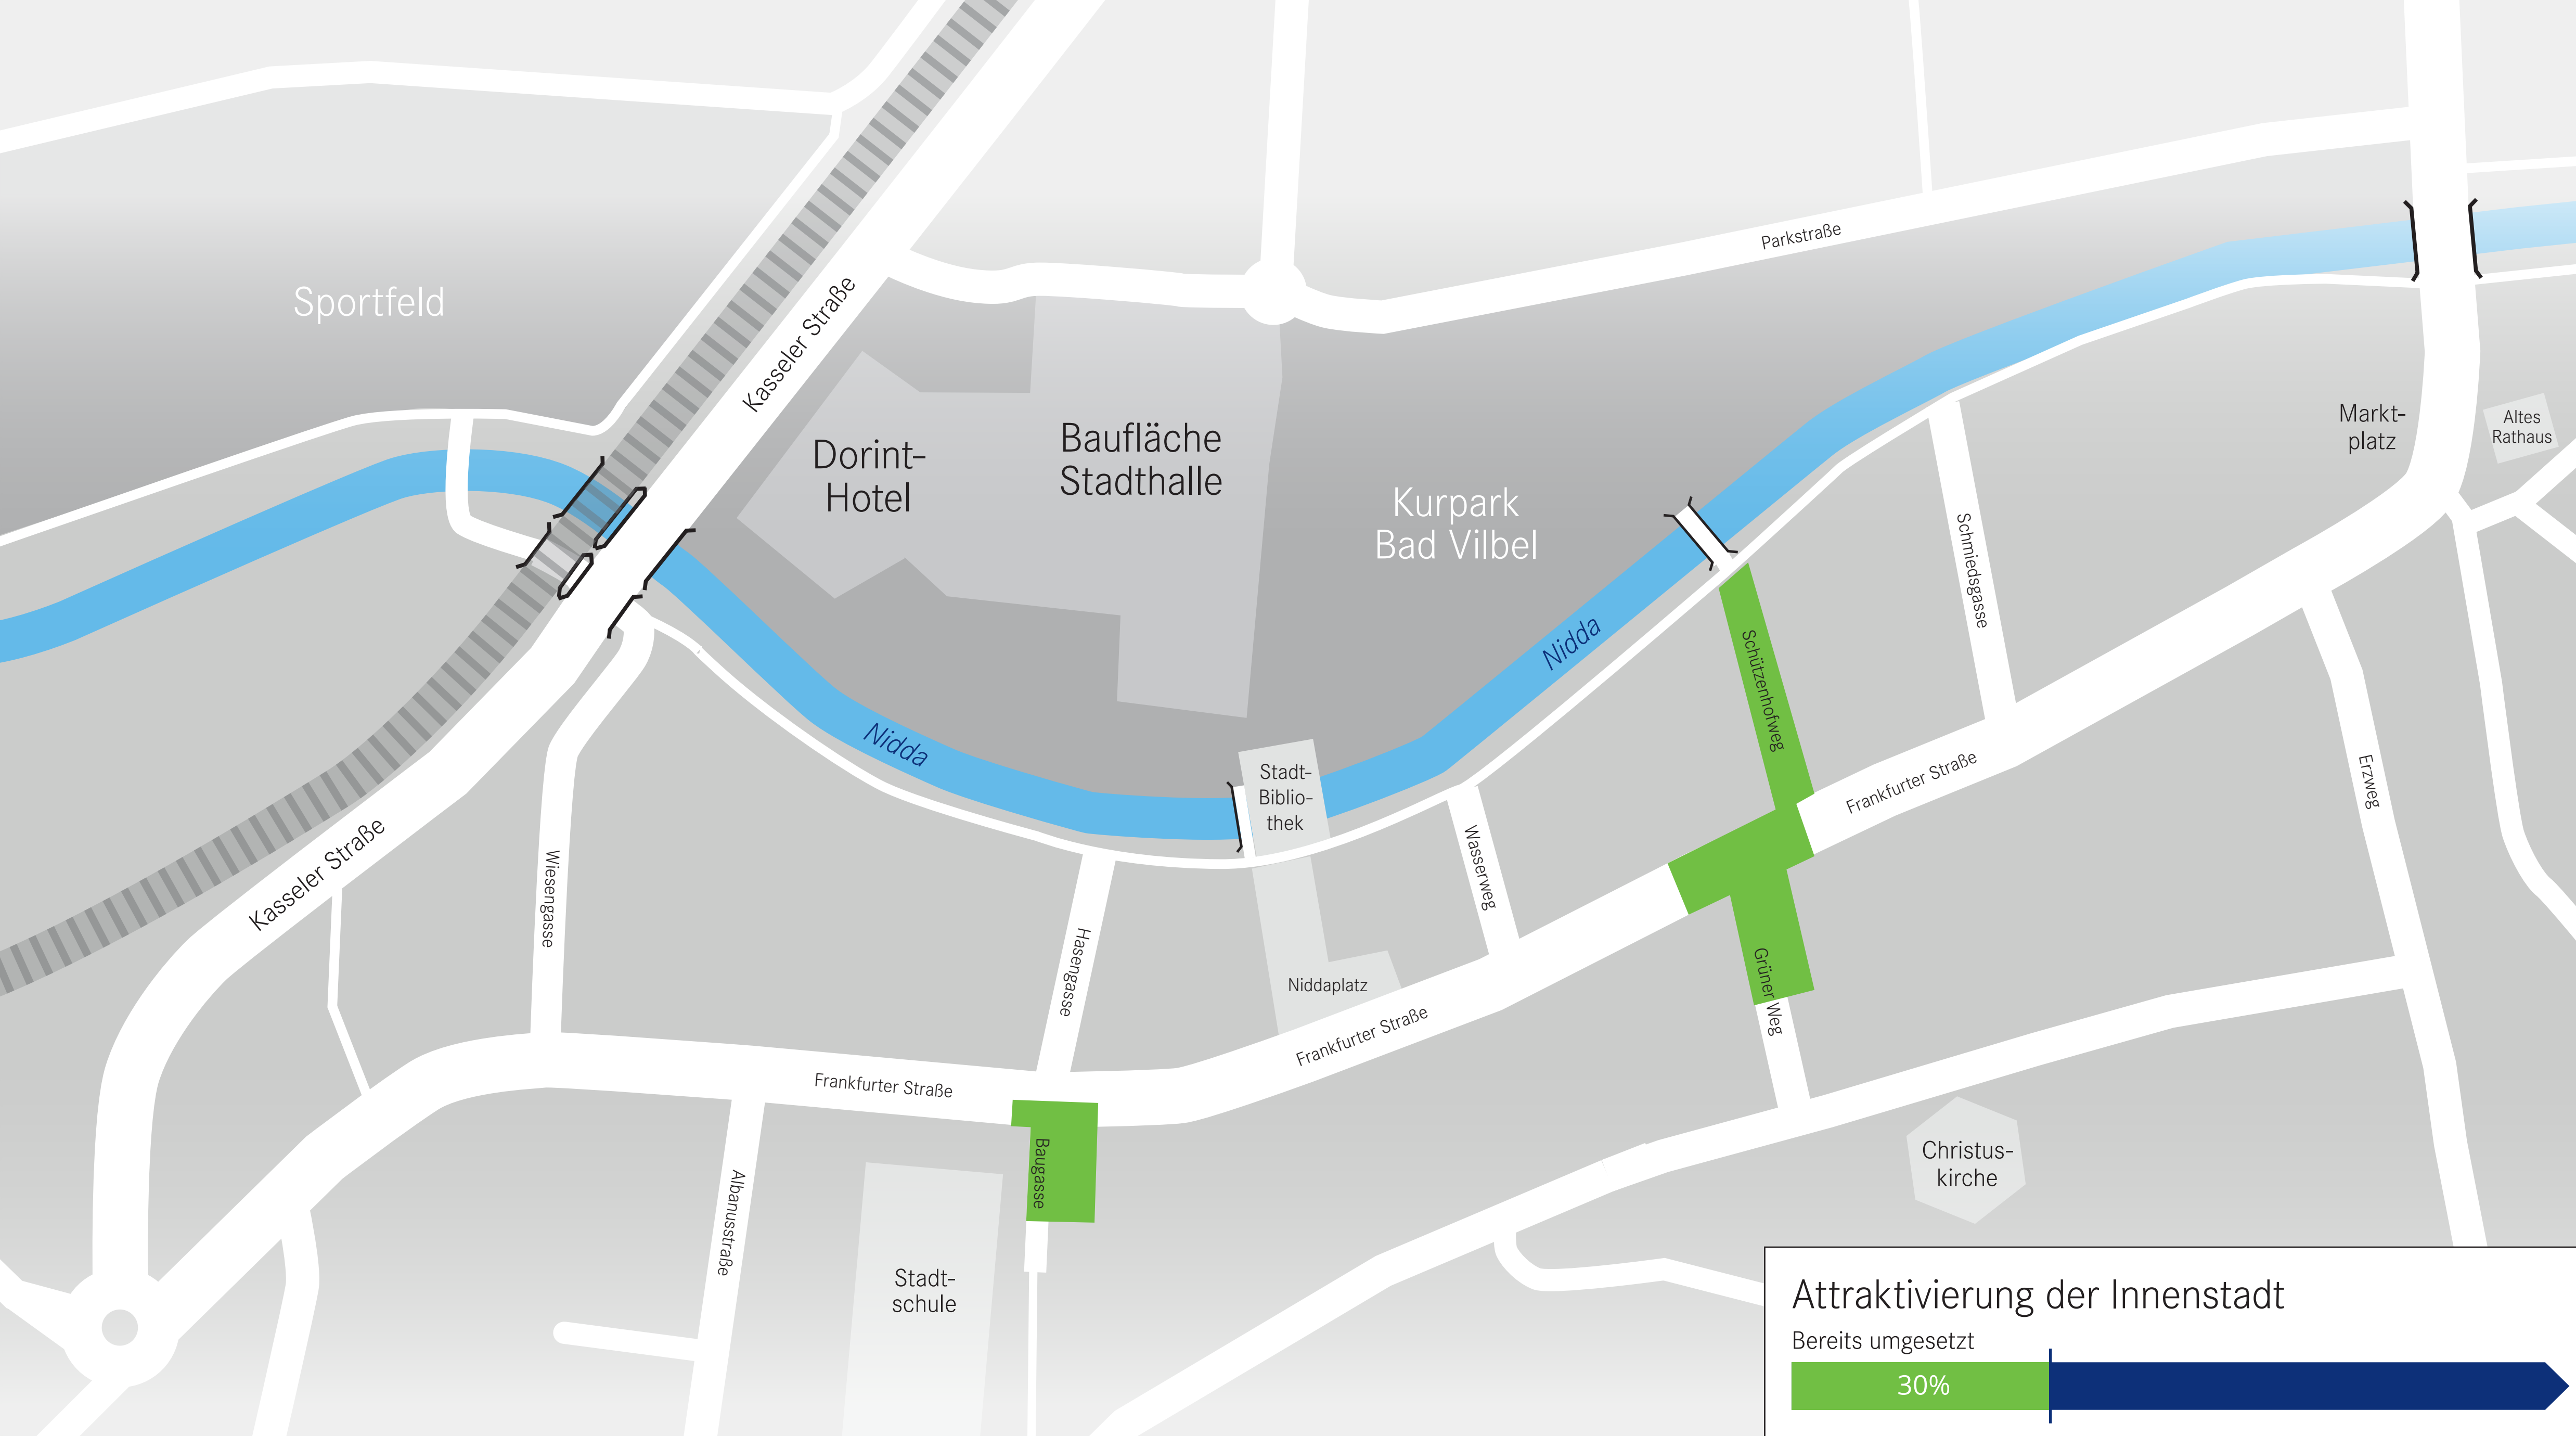 Parkstraße
Sportfeld
Kasseler Straße
Dorint-
Hotel
Baufläche
Stadthalle
Kurpark
Bad Vilbel
Markt-
platz
Altes
Rathaus
Schmiedsgasse
Nidda
Schützenhofweg
Nidda
Stadt-
Biblio-
thek
Frankfurter Straße
Erzweg
Kasseler Straße
Wiesengasse
Wasserweg
Hasengasse
Niddaplatz
Grüner Weg
Frankfurter Straße
Frankfurter Straße
Baugasse
Albanusstraße
Christus-
kirche
Stadt-
schule
Attraktivierung der Innenstadt
Bereits umgesetzt
30%